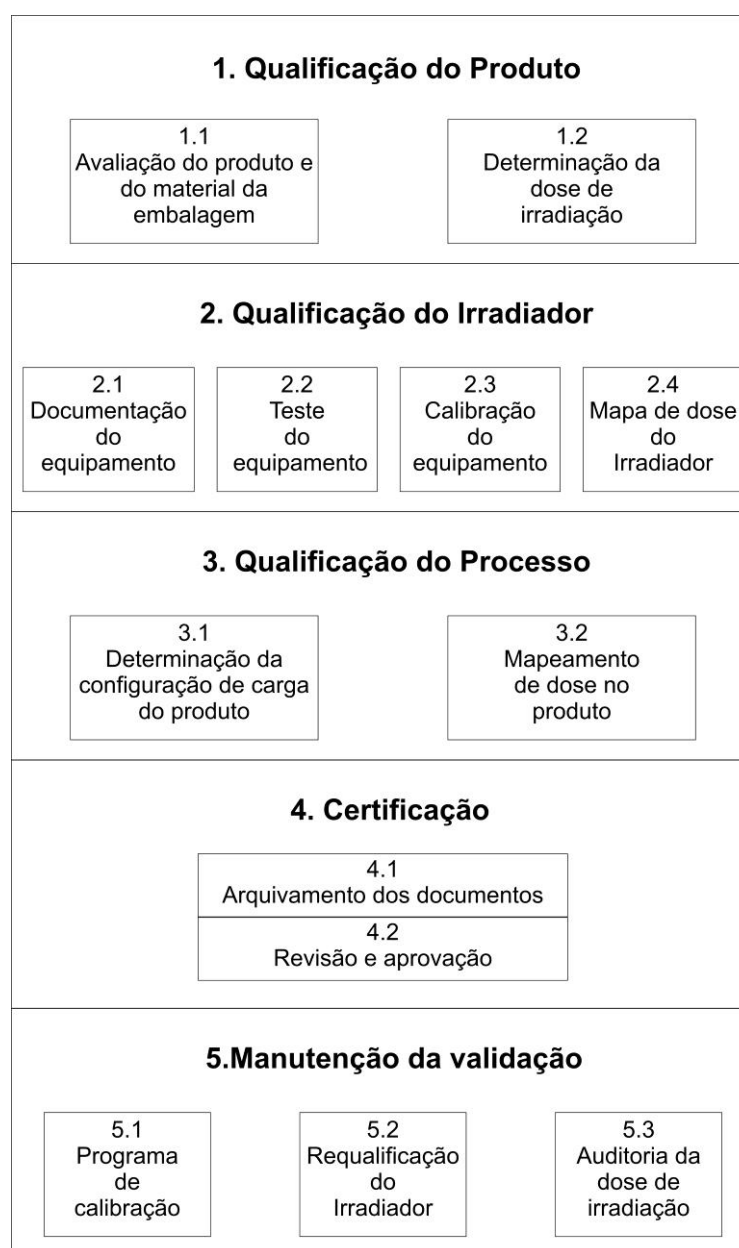 1. Qualificação do Produto
1.1
Avaliação do produto e
do material da
embalagem
1.2
Determinação da
dose de
irradiação
2. Qualificação do Irradiador
2.1
Documentação
do
equipamento
2.2
Teste
do
equipamento
2.3
Calibração
do
equipamento
2.4
Mapa de dose
do
Irradiador
3. Qualificação do Processo
3.1
Determinação da
configuração de carga
do produto
3.2
Mapeamento
de dose no
produto
4. Certificação
4.1
Arquivamento dos documentos
4.2
Revisão e aprovação
5.Manutenção da validação
5.1
Programa
de
calibração
5.2
Requalificação
do
Irradiador
5.3
Auditoria da
dose de
irradiação